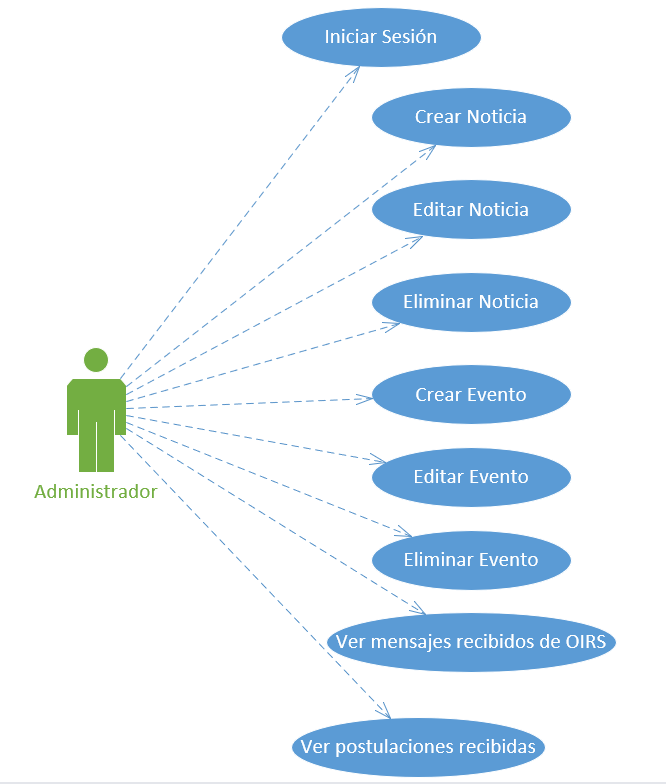 Iniciar Sesión
Crear Noticia
Editar Noticia
Eliminar Noticia
Crear Evento
Editar Evento
Administrador
Eliminar Evento
Ver mensajes recibidos de OIRS
Ver postulaciones recibidas